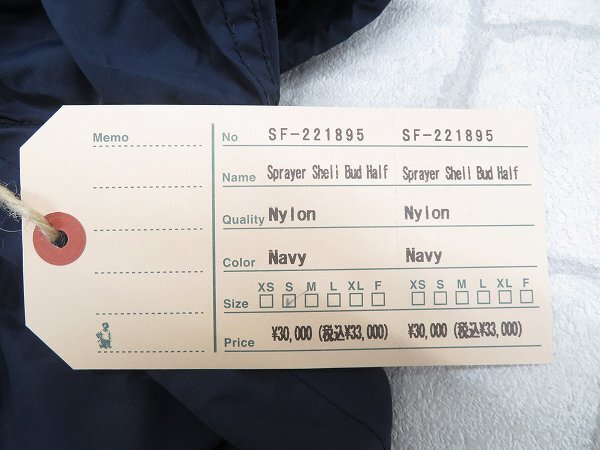 Memo
No SF-221895 SF-221895
Name Sprayer Shell Bud Half Sprayer Shell Bud Half
Quality Nylon Nylon
Color Navy Navy
XS S M L XL F XS S M L XL F
Size
Price ¥30,000 (税込¥33,000) ¥30,000 (税込¥33,000)